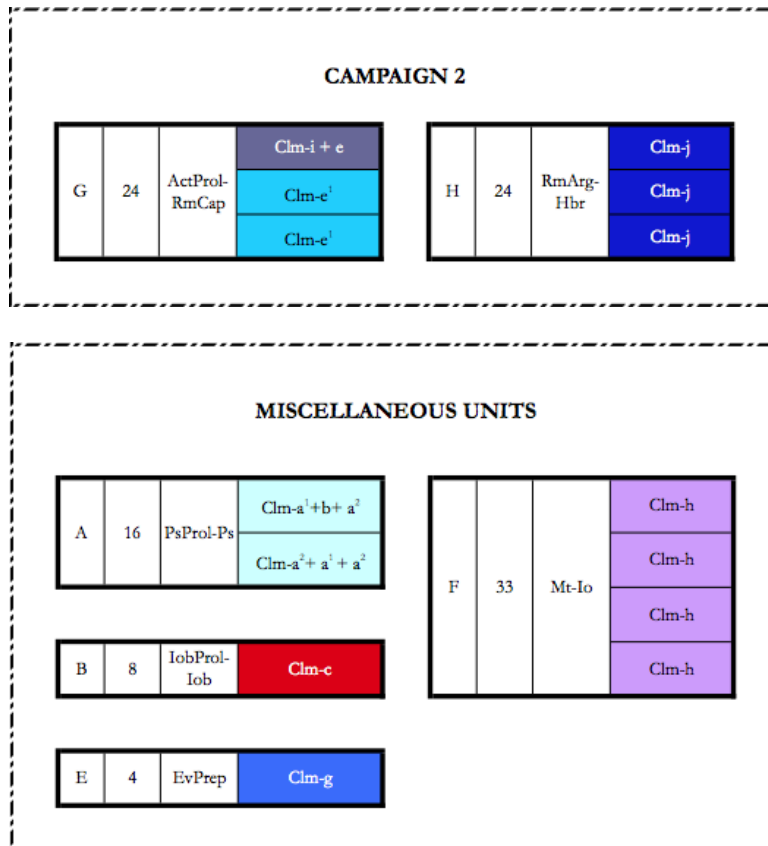 CAMPAIGN 2
G
24
ActProl-
RmCap
Clm-i + e
Clm-e¹
Clm-e¹
H
24
RmArg-
Hbr
Clm-j
Clm-j
Clm-j
MISCELLANEOUS UNITS
A
16
PsProl-Ps
Clm-a¹+b+ a²
Clm-a²+ a¹ + a²
B
8
IobProl-
Iob
Clm-c
E
4
EvPrep
Clm-g
F
33
Mt-Io
Clm-h
Clm-h
Clm-h
Clm-h